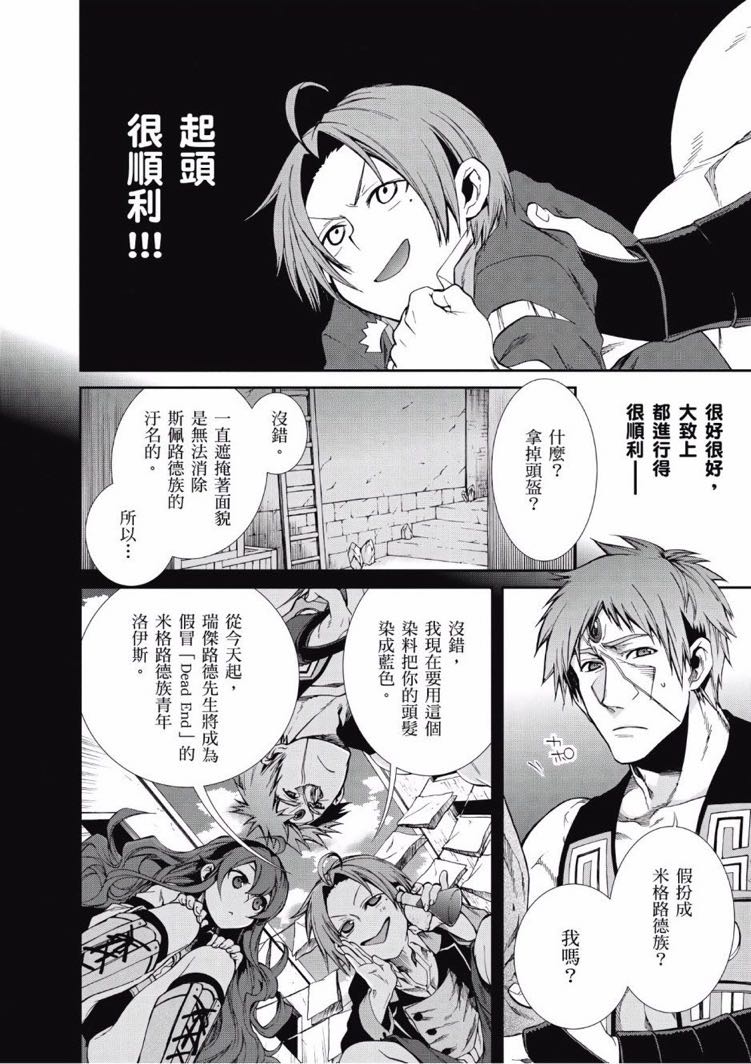 起頭
很順利!!!
很好很好，
大致上
都進行得
很順利——
什麼？
拿掉頭盔？
沒錯。
一直遮掩著面貌
是無法消除
斯佩路德族的
汙名的。
所以…
假扮成
米格路德族？
我嗎？
沒錯，
我現在要用這個
染料把你的頭髮
染成藍色。
從今天起，
瑞傑路德先生將成為
假冒「Dead End」的
米格路德族青年
洛伊斯。